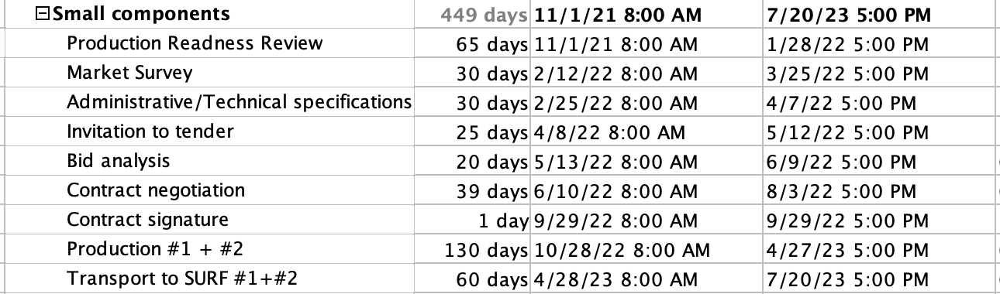 Small components 449 days 11/1/21 8:00 AM 7/20/23 5:00 PM
Production Readiness Review 65 days 11/1/21 8:00 AM 1/28/22 5:00 PM
Market Survey 30 days 2/12/22 8:00 AM 3/25/22 5:00 PM
Administrative/Technical specifications 30 days 2/25/22 8:00 AM 4/7/22 5:00 PM
Invitation to tender 25 days 4/8/22 8:00 AM 5/12/22 5:00 PM
Bid analysis 20 days 5/13/22 8:00 AM 6/9/22 5:00 PM
Contract negotiation 39 days 6/10/22 8:00 AM 8/3/22 5:00 PM
Contract signature 1 day 9/29/22 8:00 AM 9/29/22 5:00 PM
Production #1 + #2 130 days 10/28/22 8:00 AM 4/27/23 5:00 PM
Transport to SURF #1+#2 60 days 4/28/23 8:00 AM 7/20/23 5:00 PM